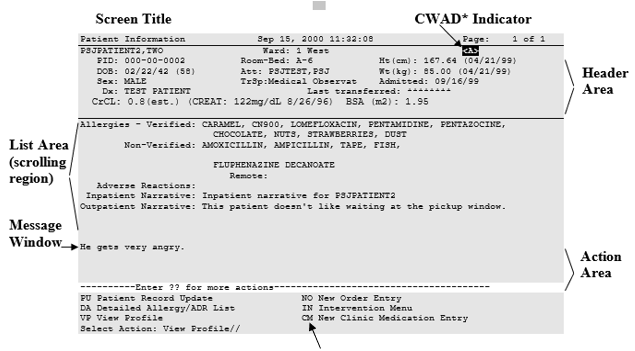 Screen Title
CWAD* Indicator
Patient Information Sep 15, 2000 11:32:08 Page: 1 of 1
PSJPATIENT2,TWO Ward: 1 West <A>
PID: 000-00-0002 Room-Bed: A-6 Ht(cm): 167.64 (04/21/99)
DOB: 02/22/42 (58) Att: PSJTEST,PSJ Wt(kg): 85.00 (04/21/99)
Sex: MALE TrSp:Medical Observat Admitted: 09/16/99
Dx: TEST PATIENT Last transferred: ********
CrCL: 0.8(est.) (CREAT: 122mg/dL 8/26/96) BSA (m2): 1.95
Header
Area
Allergies - Verified: CARAMEL, CN900, LOMEFLOXACIN, PENTAMIDINE, PENTAZOCINE,
CHOCOLATE, NUTS, STRAWBERRIES, DUST
Non-Verified: AMOXICILLIN, AMPICILLIN, TAPE, FISH,
FLUPHENAZINE DECANOATE
Remote:
Adverse Reactions:
Inpatient Narrative: Inpatient narrative for PSJPATIENT2
Outpatient Narrative: This patient doesn't like waiting at the pickup window.
List Area
(scrolling
region)
Message
Window
He gets very angry.
Action
Area
----------Enter ?? for more actions----------------------------------------
PU Patient Record Update NO New Order Entry
DA Detailed Allergy/ADR List IN Intervention Menu
VP View Profile CM New Clinic Medication Entry
Select Action: View Profile//